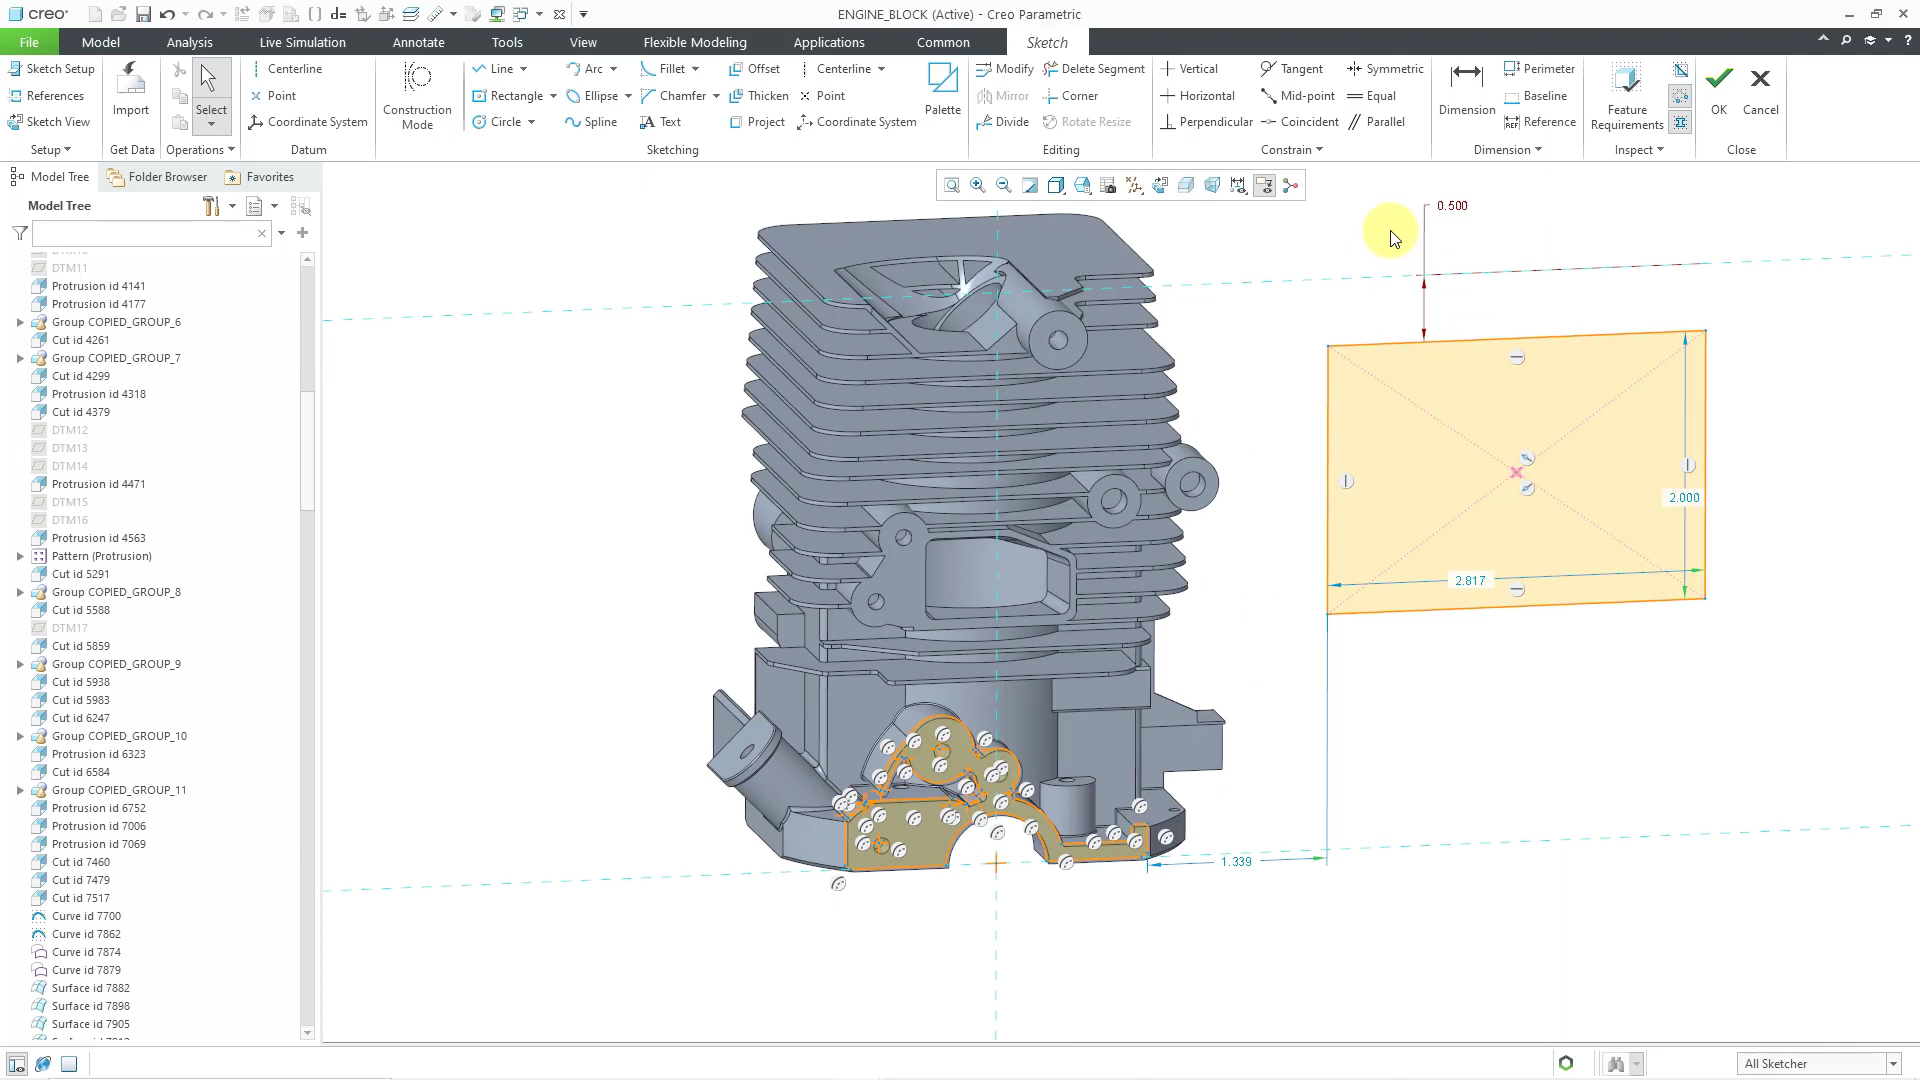 creo
d=
ENGINE_BLOCK (Active) - Creo Parametric
File
Model
Analysis
Live Simulation
Annotate
Tools
View
Flexible Modeling
Applications
Common
Sketch
Sketch Setup
References
Sketch View
Setup
Import
Get Data
Select
Operations
Centerline
Point
Coordinate System
Datum
Construction
Mode
Line
Arc
Fillet
Offset
Centerline
Rectangle
Ellipse
Chamfer
Thicken
Point
Circle
Spline
Text
Project
Coordinate System
Palette
Sketching
Modify
Delete Segment
Mirror
Corner
Divide
Rotate Resize
Editing
Vertical
Tangent
Symmetric
Horizontal
Mid-point
Equal
Perpendicular
Coincident
Parallel
Constrain
Dimension
Perimeter
Baseline
Reference
Dimension
Feature
Requirements
Inspect
OK
Cancel
Close
Model Tree
Folder Browser
Favorites
Model Tree
DTM11
Protrusion id 4141
Protrusion id 4177
Group COPIED_GROUP_6
Cut id 4261
Group COPIED_GROUP_7
Cut id 4299
Protrusion id 4318
Cut id 4379
DTM12
DTM13
DTM14
Protrusion id 4471
DTM15
DTM16
Protrusion id 4563
Pattern (Protrusion)
Cut id 5291
Group COPIED_GROUP_8
Cut id 5588
DTM17
Cut id 5859
Group COPIED_GROUP_9
Cut id 5938
Cut id 5983
Cut id 6247
Group COPIED_GROUP_10
Protrusion id 6323
Cut id 6584
Group COPIED_GROUP_11
Protrusion id 6752
Protrusion id 7006
Protrusion id 7069
Cut id 7460
Cut id 7479
Cut id 7517
Curve id 7700
Curve id 7862
Curve id 7874
Curve id 7879
Surface id 7882
Surface id 7898
Surface id 7905
0.500
2.000
2.817
1.339
All Sketcher